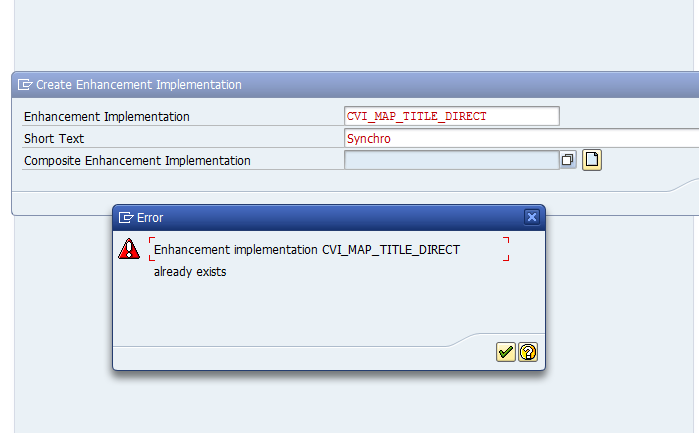 Create Enhancement Implementation
Enhancement Implementation CVI_MAP_TITLE_DIRECT
Short Text Synchro
Composite Enhancement Implementation
Error
Enhancement implementation CVI_MAP_TITLE_DIRECT
already exists